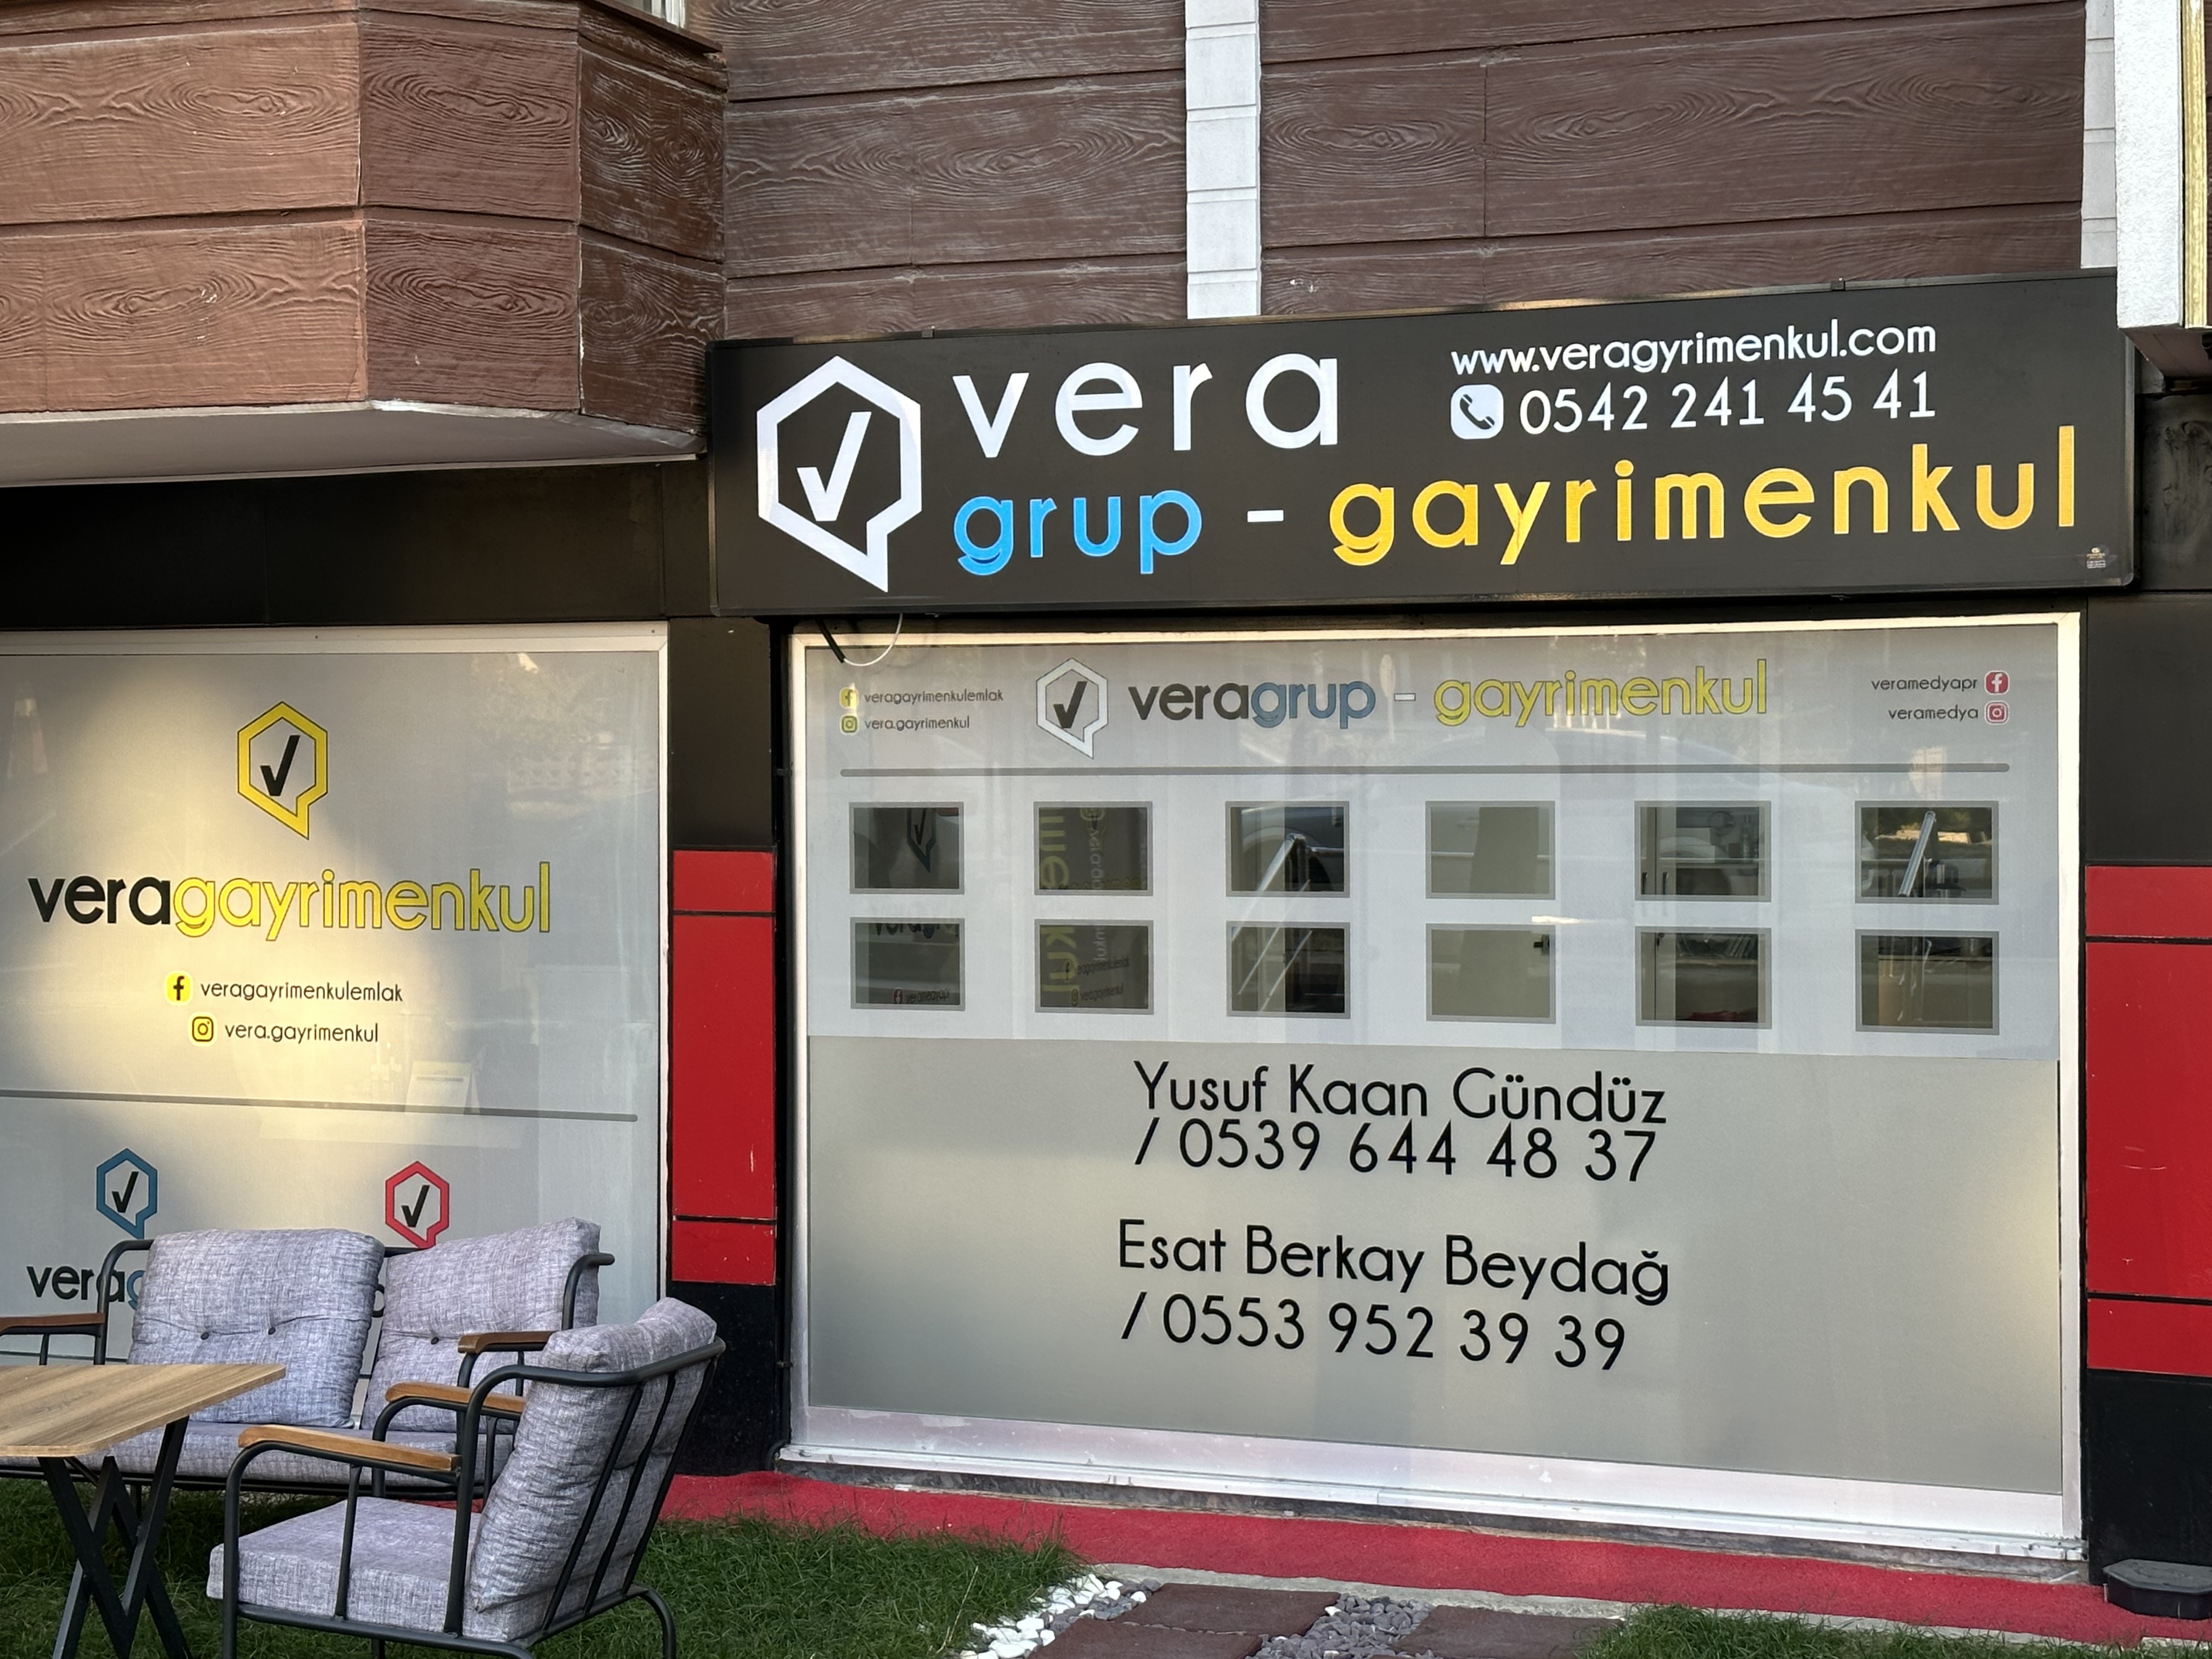 vera
www.veragyrimenkul.com
0542 241 45 41
grup - gayrimenkul
veragayrimenkulemlak
vera.gayrimenkul
veragrup - gayrimenkul
veramedyapr
veramedya
veragayrimenkul
veragayrimenkulemlak
vera.gayrimenkul
Yusuf Kaan Gündüz
/ 0539 644 48 37
Esat Berkay Beydağ
/ 0553 952 39 39